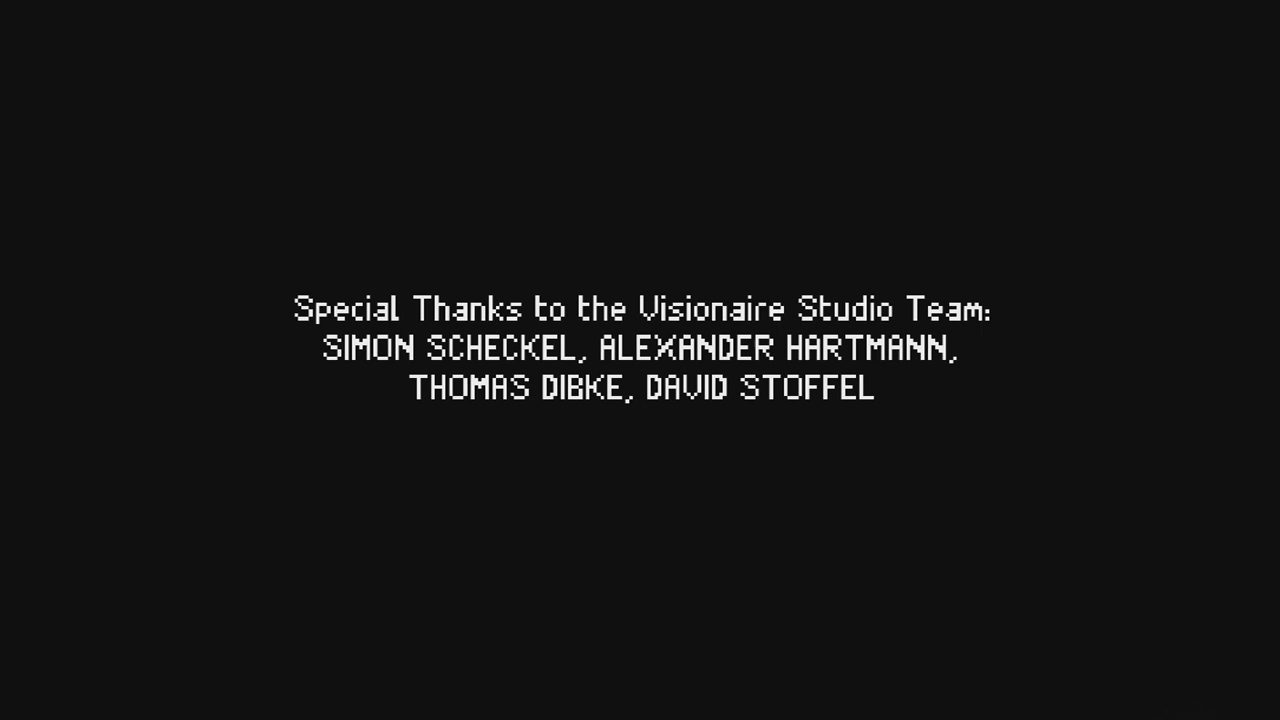 Special Thanks to the Visionaire Studio Team:
SIMON SCHECKEL, ALEXANDER HARTMANN,
THOMAS DIBKE, DAVID STOFFEL